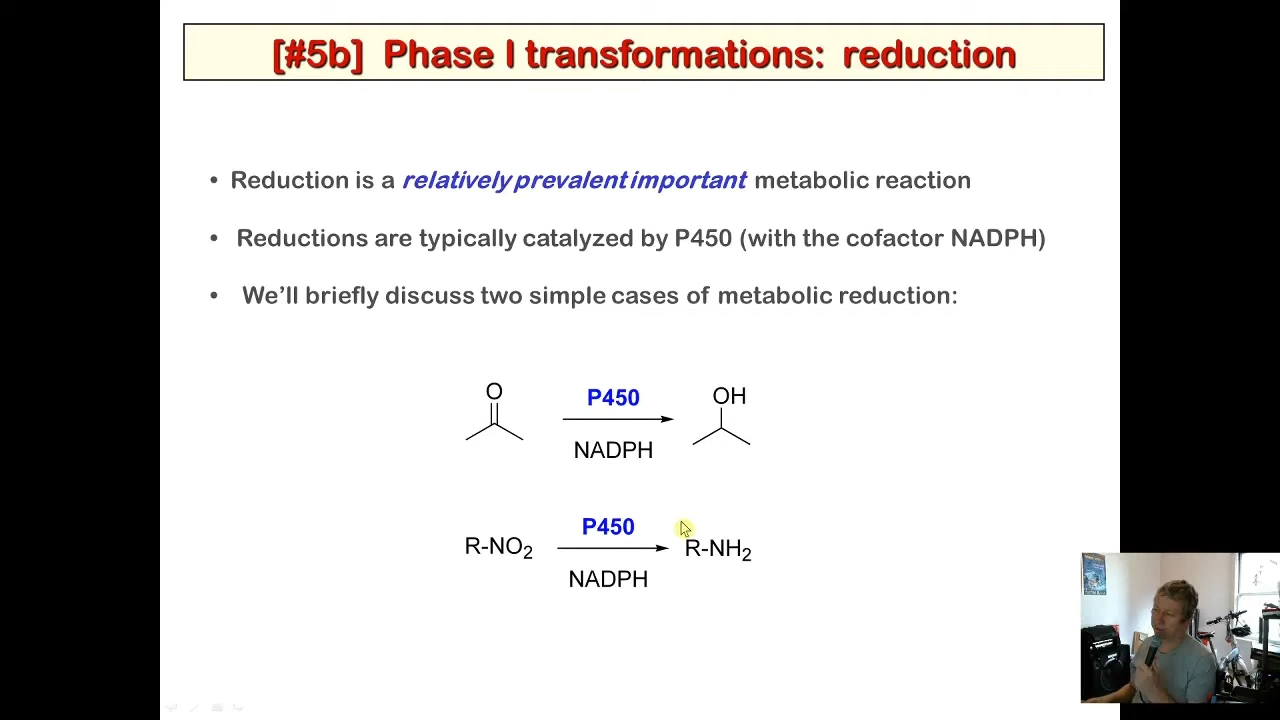 [#5b] Phase I transformations: reduction
• Reduction is a relatively prevalent important metabolic reaction
• Reductions are typically catalyzed by P450 (with the cofactor NADPH)
• We’ll briefly discuss two simple cases of metabolic reduction:
O P450 OH
NADPH
P450
R-NO2 R-NH2
NADPH